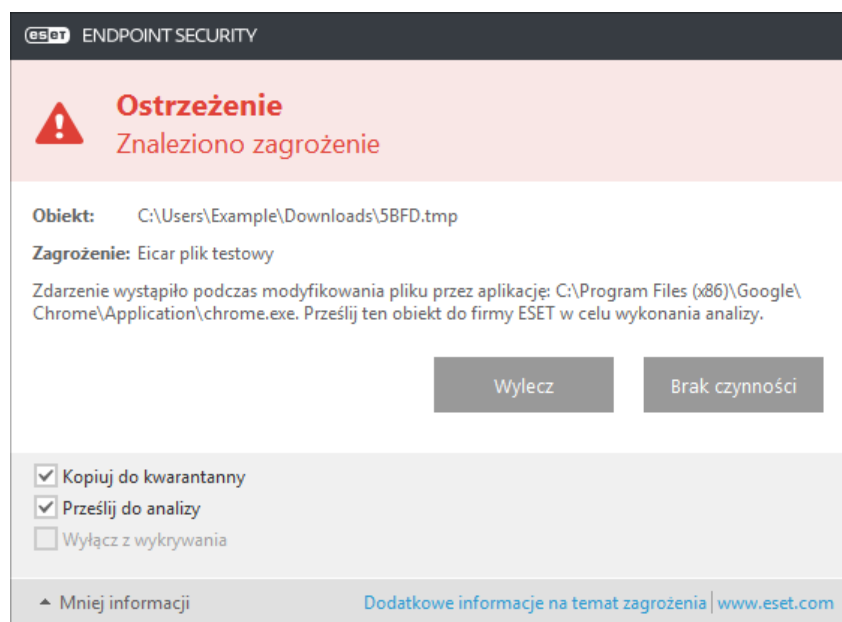 eset ENDPOINT SECURITY
Ostrzeżenie
Znaleziono zagrożenie
Obiekt: C:\Users\Example\Downloads\5BFD.tmp
Zagrożenie: Eicar plik testowy
Zdarzenie wystąpiło podczas modyfikowania pliku przez aplikację: C:\Program Files (x86)\Google\
Chrome\Application\chrome.exe. Prześlij ten obiekt do firmy ESET w celu wykonania analizy.
Wylecz Brak czynności
Kopiuj do kwarantanny
Prześlij do analizy
Wyłącz z wykrywania
Mniej informacji Dodatkowe informacje na temat zagrożenia | www.eset.com